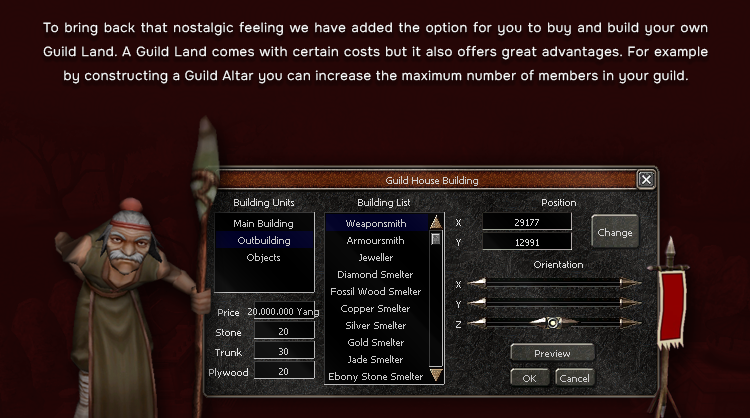 To bring back that nostalgic feeling we have added the option for you to buy and build your own
Guild Land. A Guild Land comes with certain costs but it also offers great advantages. For example
by constructing a Guild Altar you can increase the maximum number of members in your guild.
Guild House Building
Building Units
Main Building
Outbuilding
Objects
Price 20.000.000 Yang
Stone 20
Trunk 30
Plywood 20
Building List
Weaponsmith
Armoursmith
Jeweller
Diamond Smelter
Fossil Wood Smelter
Copper Smelter
Silver Smelter
Gold Smelter
Jade Smelter
Ebony Stone Smelter
Position
X 29177
Y 12991
Change
Orientation
X
Y
Z
Preview
OK Cancel